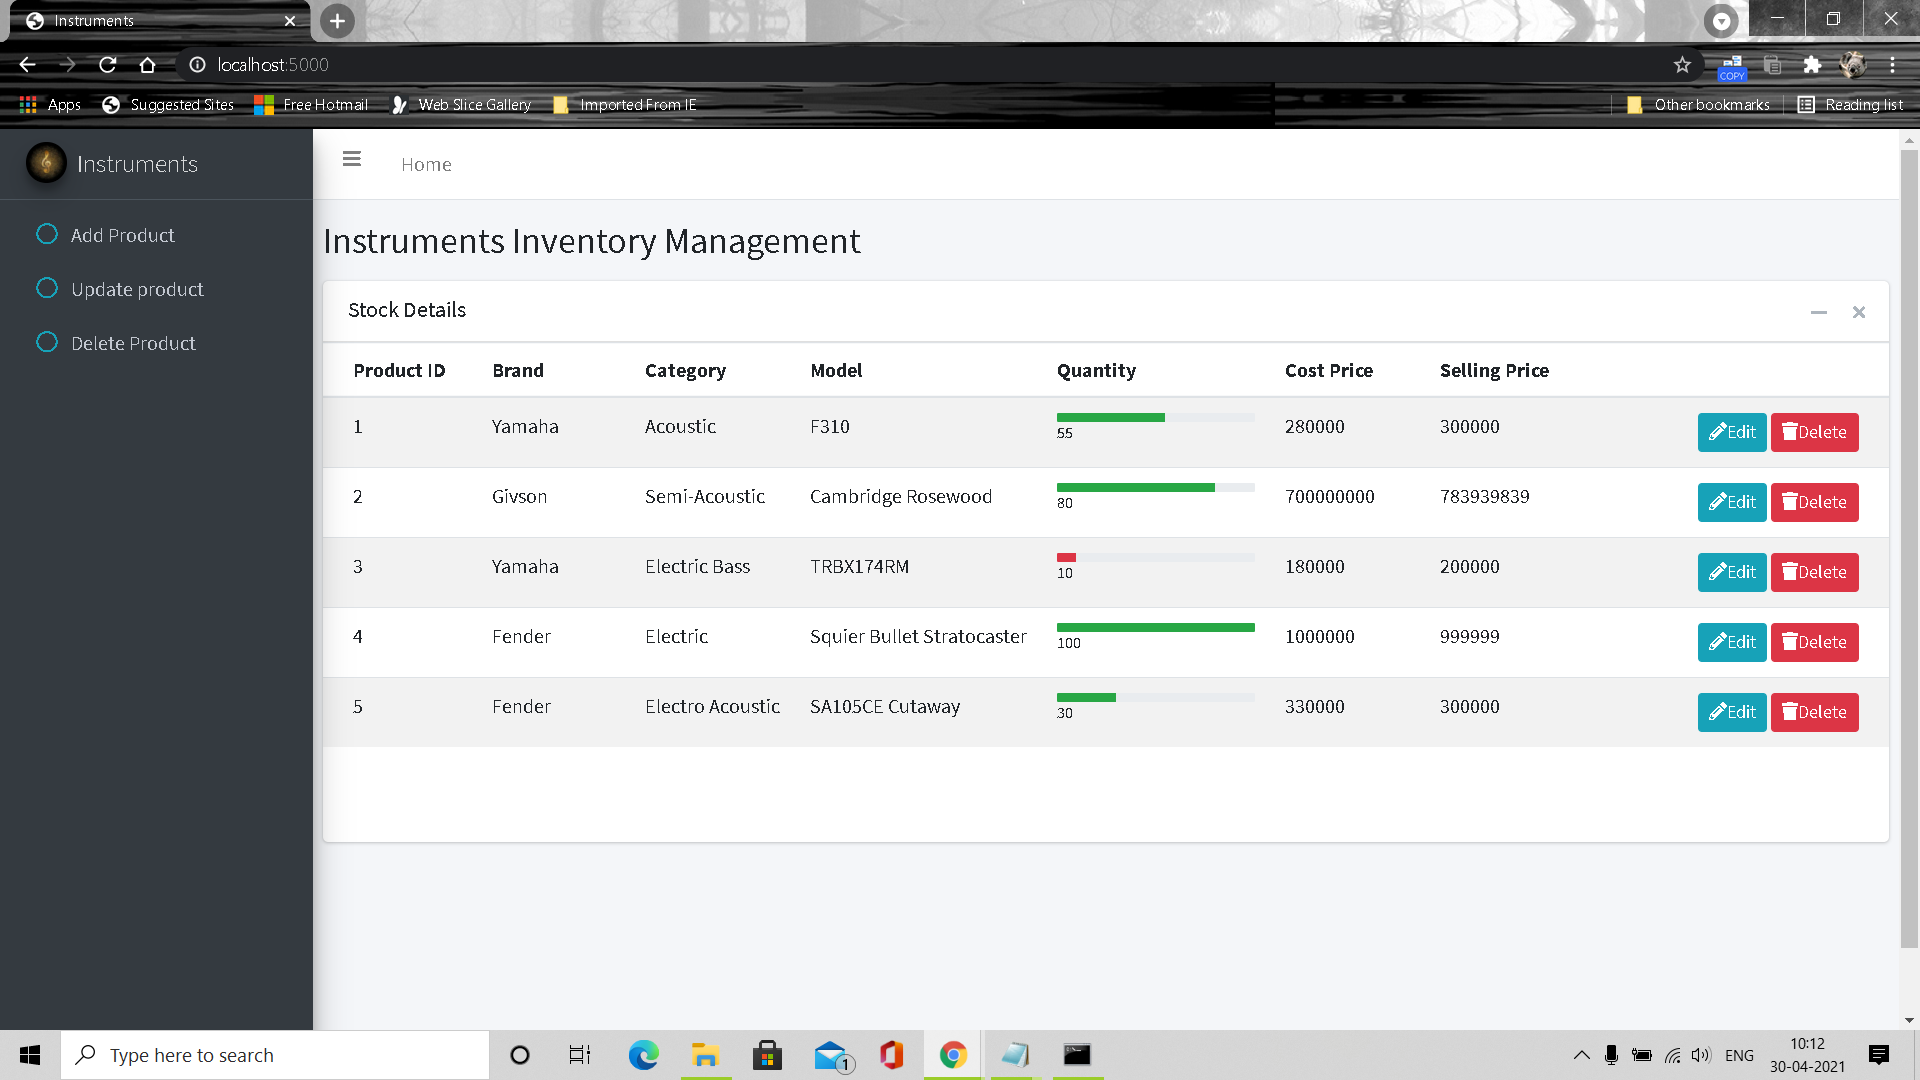 Instruments
localhost:5000
COPY
Apps Suggested Sites Free Hotmail Web Slice Gallery Imported From IE Other bookmarks Reading list
Instruments
Home
Add Product
Update product
Delete Product
Instruments Inventory Management
Stock Details
Product ID Brand Category Model Quantity Cost Price Selling Price
1 Yamaha Acoustic F310 55 280000 300000 Edit Delete
2 Givson Semi-Acoustic Cambridge Rosewood 80 700000000 783939839 Edit Delete
3 Yamaha Electric Bass TRBX174RM 10 180000 200000 Edit Delete
4 Fender Electric Squier Bullet Stratocaster 100 1000000 999999 Edit Delete
5 Fender Electro Acoustic SA105CE Cutaway 30 330000 300000 Edit Delete
Type here to search
1
ENG
10:12
30-04-2021